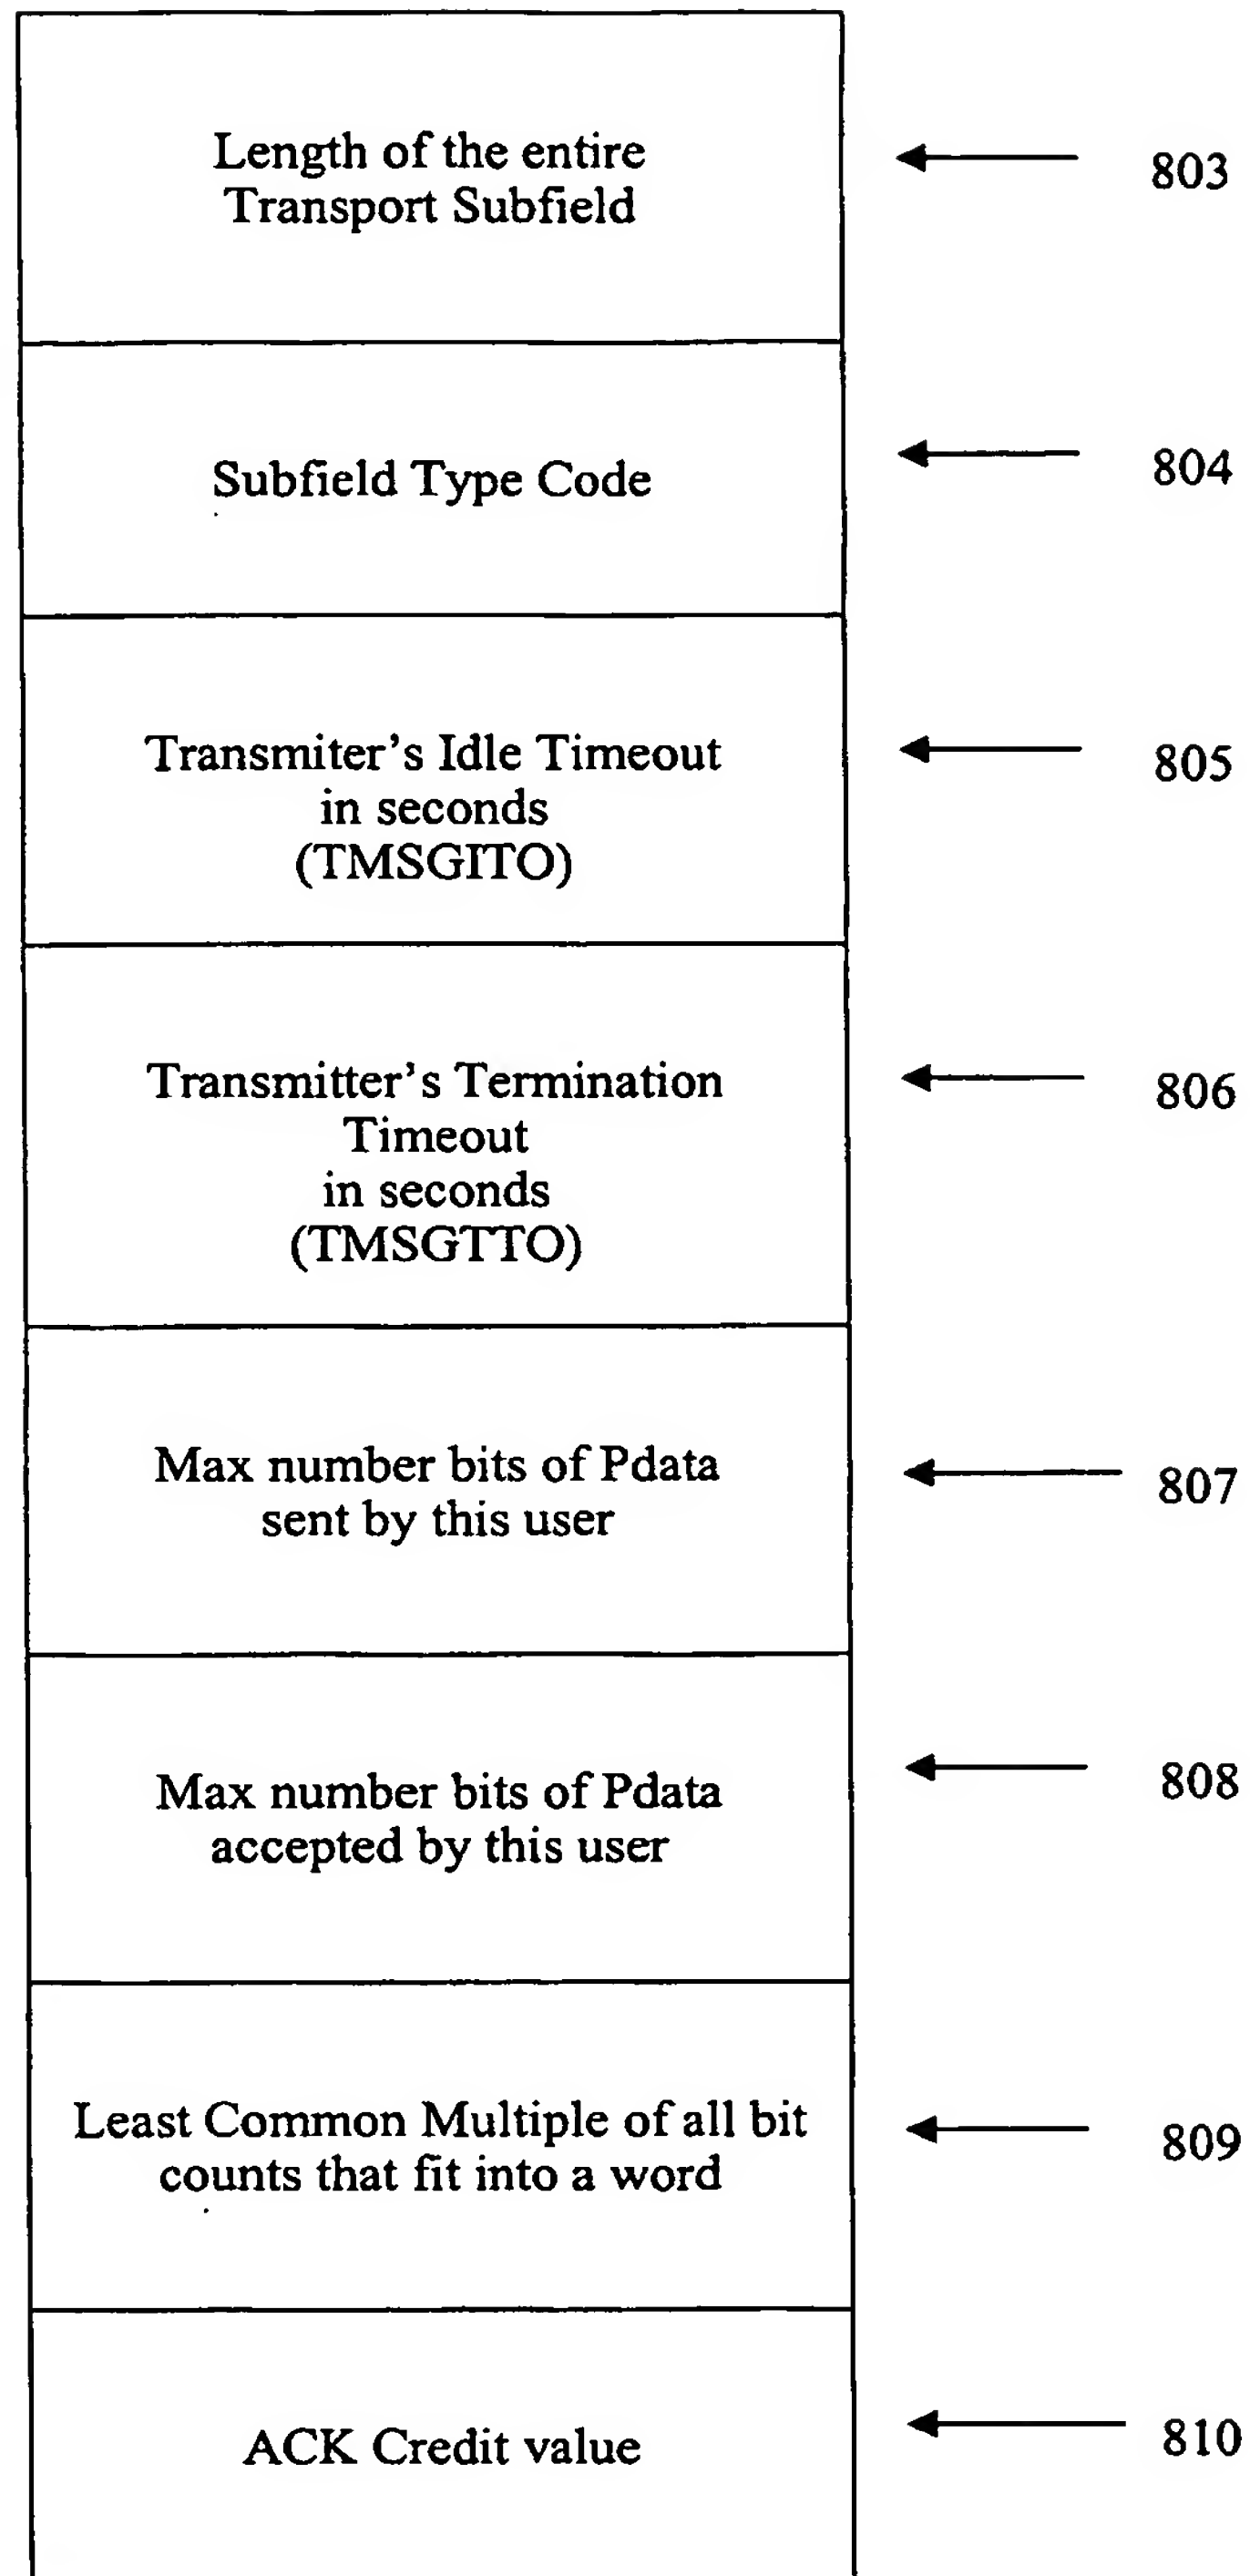 Length of the entire
Transport Subfield
803
Subfield Type Code
804
Transmiter's Idle Timeout
in seconds
(TMSGITO)
805
Transmitter's Termination
Timeout
in seconds
(TMSGTTO)
806
Max number bits of Pdata
sent by this user
807
Max number bits of Pdata
accepted by this user
808
Least Common Multiple of all bit
counts that fit into a word
809
ACK Credit value
810